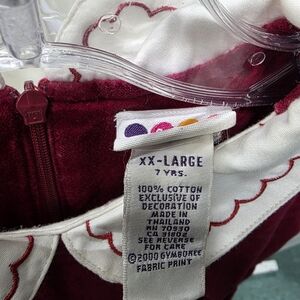 XX-LARGE
7 YRS.
100% COTTON
EXCLUSIVE OF
DECORATION
MADE IN
THAILAND
RN 70930
CA 31802
SEE REVERSE
FOR CARE
©2000 GYMBOREE
FABRIC PRINT